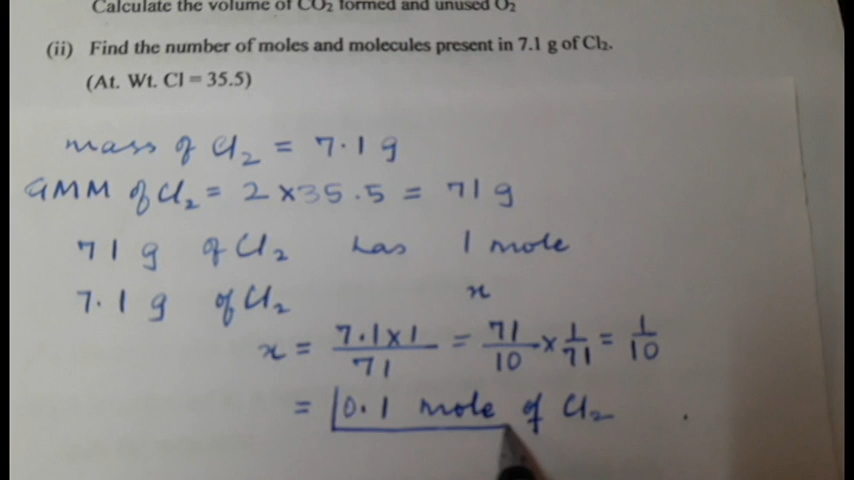 Calculate the volume of CO₂ formed and unused O₂
(ii) Find the number of moles and molecules present in 7.1 g of Cl₂.
(At. Wt. Cl = 35.5)
mass of Cl₂ = 7.1 g
GMM of Cl₂ = 2 × 35.5 = 71 g
71 g of Cl₂ has 1 mole
7.1 g of Cl₂ x
x = 7.1×1/71 = 71/10 × 1/71 = 1/10
= 0.1 mole of Cl₂